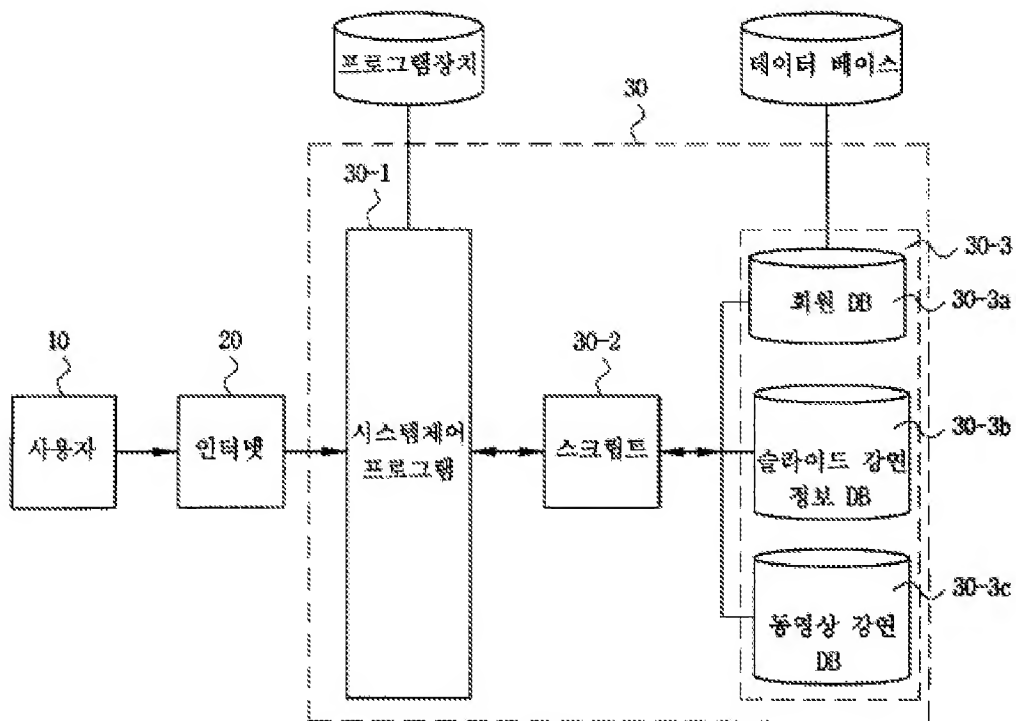 프로그램장치
데이터 베이스
30
30-1
30-3
회원 DB
30-3a
10
20
30-2
사용자
인터넷
시스템제어
프로그램
스크립트
30-3b
슬라이드 강연
정보 DB
30-3c
동영상 강연
DB